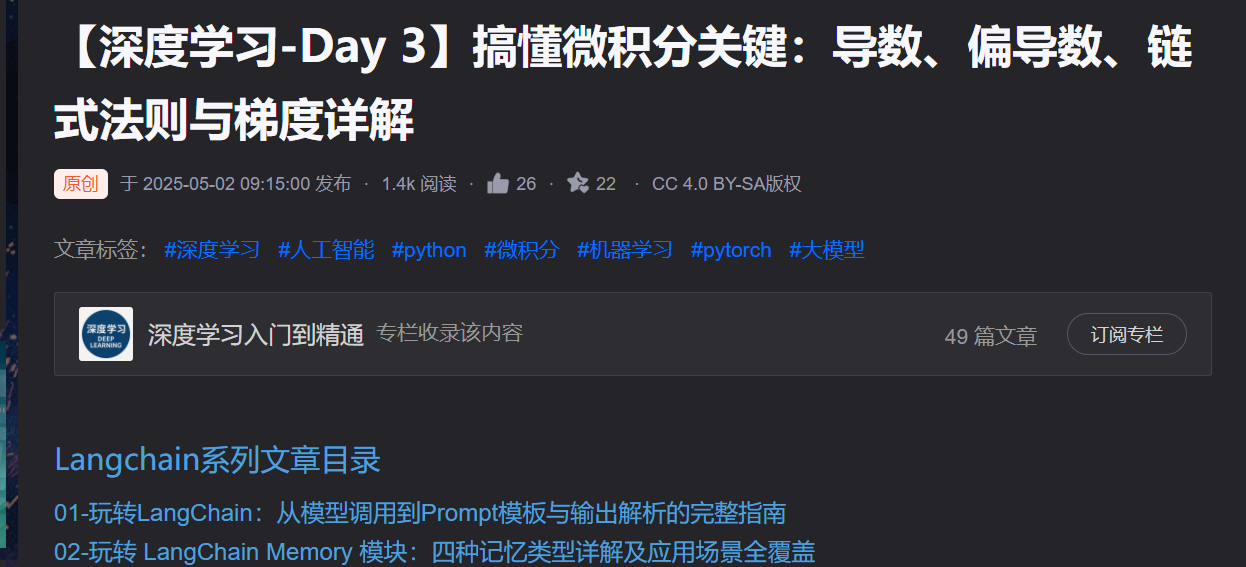 【深度学习-Day 3】搞懂微积分关键：导数、偏导数、链
式法则与梯度详解
原创 于 2025-05-02 09:15:00 发布 · 1.4k 阅读 · 26 · 22 · CC 4.0 BY-SA版权
文章标签： #深度学习 #人工智能 #python #微积分 #机器学习 #pytorch #大模型
深度学习
DEEP
LEARNING
深度学习入门到精通 专栏收录该内容 49 篇文章 订阅专栏
Langchain系列文章目录
01-玩转LangChain：从模型调用到Prompt模板与输出解析的完整指南
02-玩转 LangChain Memory 模块：四种记忆类型详解及应用场景全覆盖